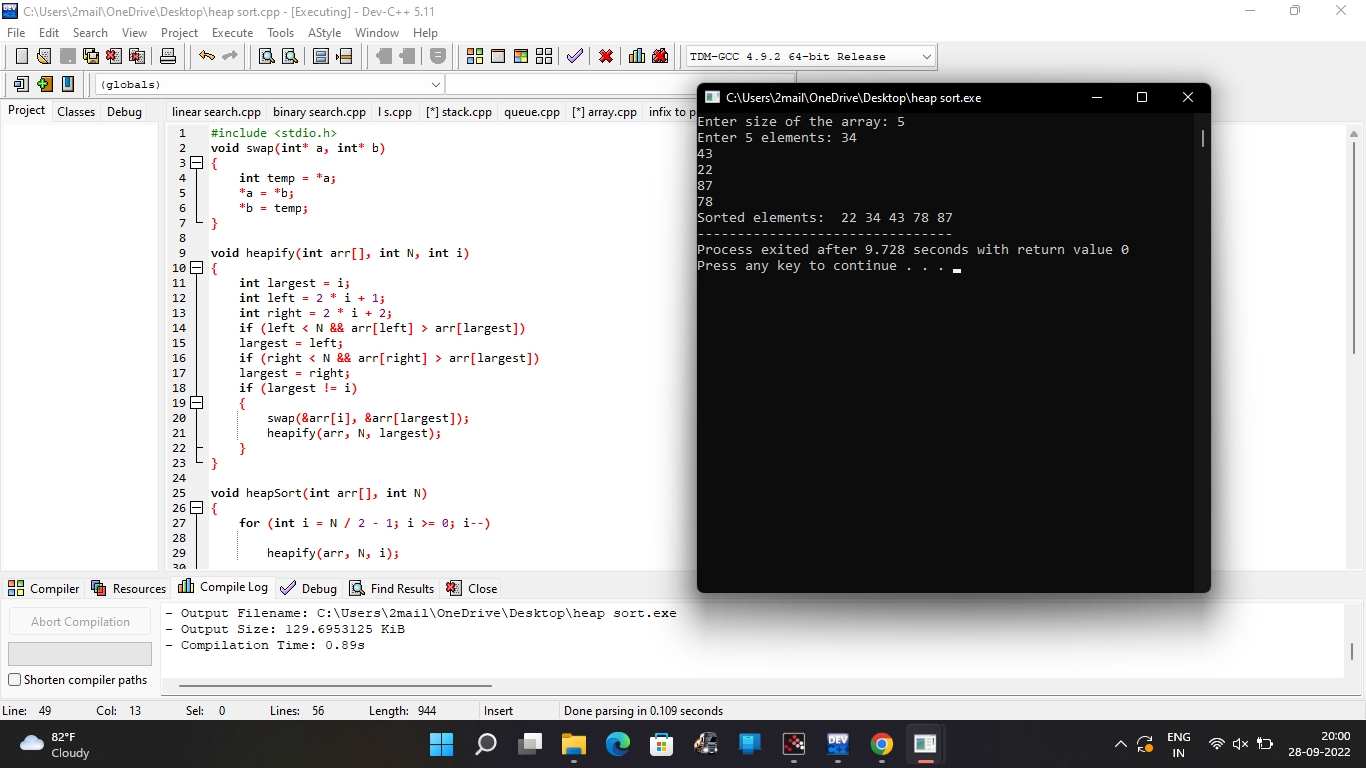 C:\Users\2mail\OneDrive\Desktop\heap sort.cpp - [Executing] - Dev-C++ 5.11
File Edit Search View Project Execute Tools AStyle Window Help
TDM-GCC 4.9.2 64-bit Release
(globals)
Project Classes Debug
linear search.cpp binary search.cpp l s.cpp [*] stack.cpp queue.cpp [*] array.cpp infix to p
1 #include <stdio.h>
2 void swap(int* a, int* b)
3 {
4 int temp = *a;
5 *a = *b;
6 *b = temp;
7 }
8
9 void heapify(int arr[], int N, int i)
10 {
11 int largest = i;
12 int left = 2 * i + 1;
13 int right = 2 * i + 2;
14 if (left < N && arr[left] > arr[largest])
15 largest = left;
16 if (right < N && arr[right] > arr[largest])
17 largest = right;
18 if (largest != i)
19 {
20 swap(&arr[i], &arr[largest]);
21 heapify(arr, N, largest);
22 }
23 }
24
25 void heapSort(int arr[], int N)
26 {
27 for (int i = N / 2 - 1; i >= 0; i--)
28
29 heapify(arr, N, i);
30
C:\Users\2mail\OneDrive\Desktop\heap sort.exe
Enter size of the array: 5
Enter 5 elements: 34
43
22
87
78
Sorted elements:  22 34 43 78 87
--------------------------------
Process exited after 9.728 seconds with return value 0
Press any key to continue . . .
Compiler Resources Compile Log Debug Find Results Close
Abort Compilation
Shorten compiler paths
- Output Filename: C:\Users\2mail\OneDrive\Desktop\heap sort.exe
- Output Size: 129.6953125 KiB
- Compilation Time: 0.89s
Line: 49 Col: 13 Sel: 0 Lines: 56 Length: 944 Insert Done parsing in 0.109 seconds
82°F
Cloudy
DEV
ENG
IN
20:00
28-09-2022